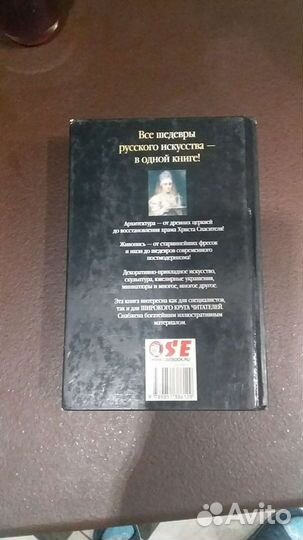 Все шедевры
русского искусства —
в одной книге!
Архитектура — от древних церквей
до восстановления храма Христа Спасителя!
Живопись — от стариннейших фресок
и икон до шедевров современного
постмодернизма!
Декоративно-прикладное искусство,
скульптура, ювелирные украшения,
миниатюры и многое, многое другое.
Эта книга интересна как для специалистов,
так и для ШИРОКОГО КРУГА ЧИТАТЕЛЕЙ.
Снабжена богатейшим иллюстративным
материалом.
Avito